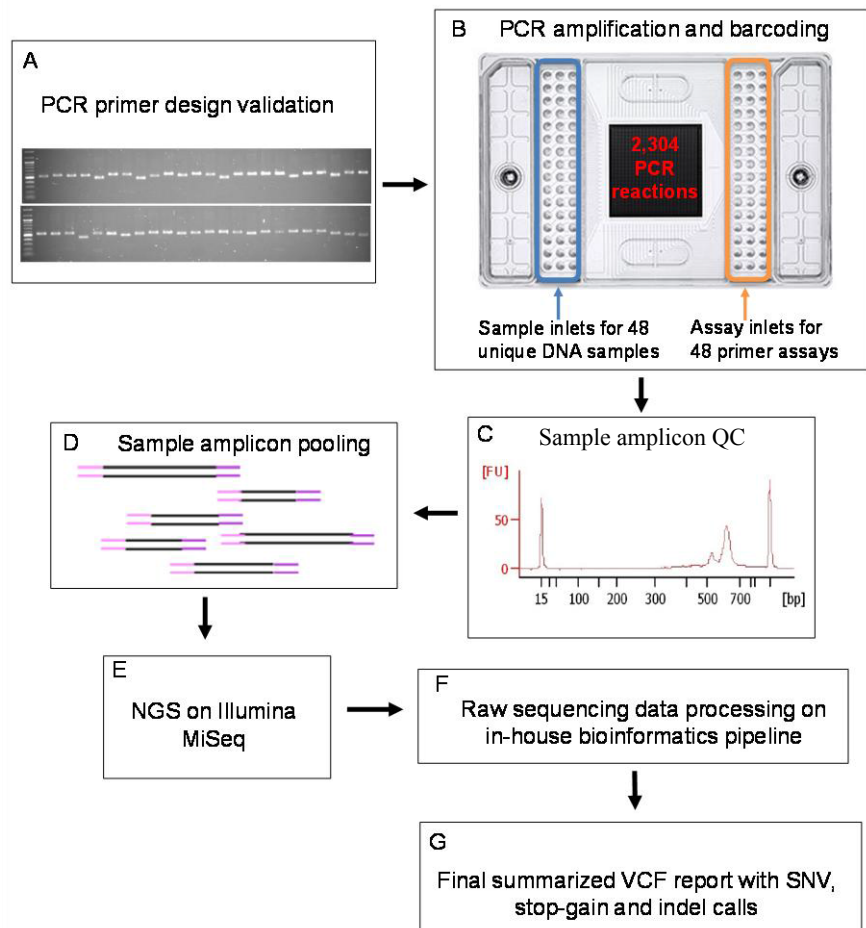 A
PCR primer design validation
B
PCR amplification and barcoding
2,304
PCR
reactions
Sample inlets for 48
unique DNA samples
Assay inlets for
48 primer assays
C
Sample amplicon QC
[FU]
50
0
15 100 200 300 500 700 [bp]
D
Sample amplicon pooling
E
NGS on Illumina
MiSeq
F
Raw sequencing data processing on
in-house bioinformatics pipeline
G
Final summarized VCF report with SNV,
stop-gain and indel calls